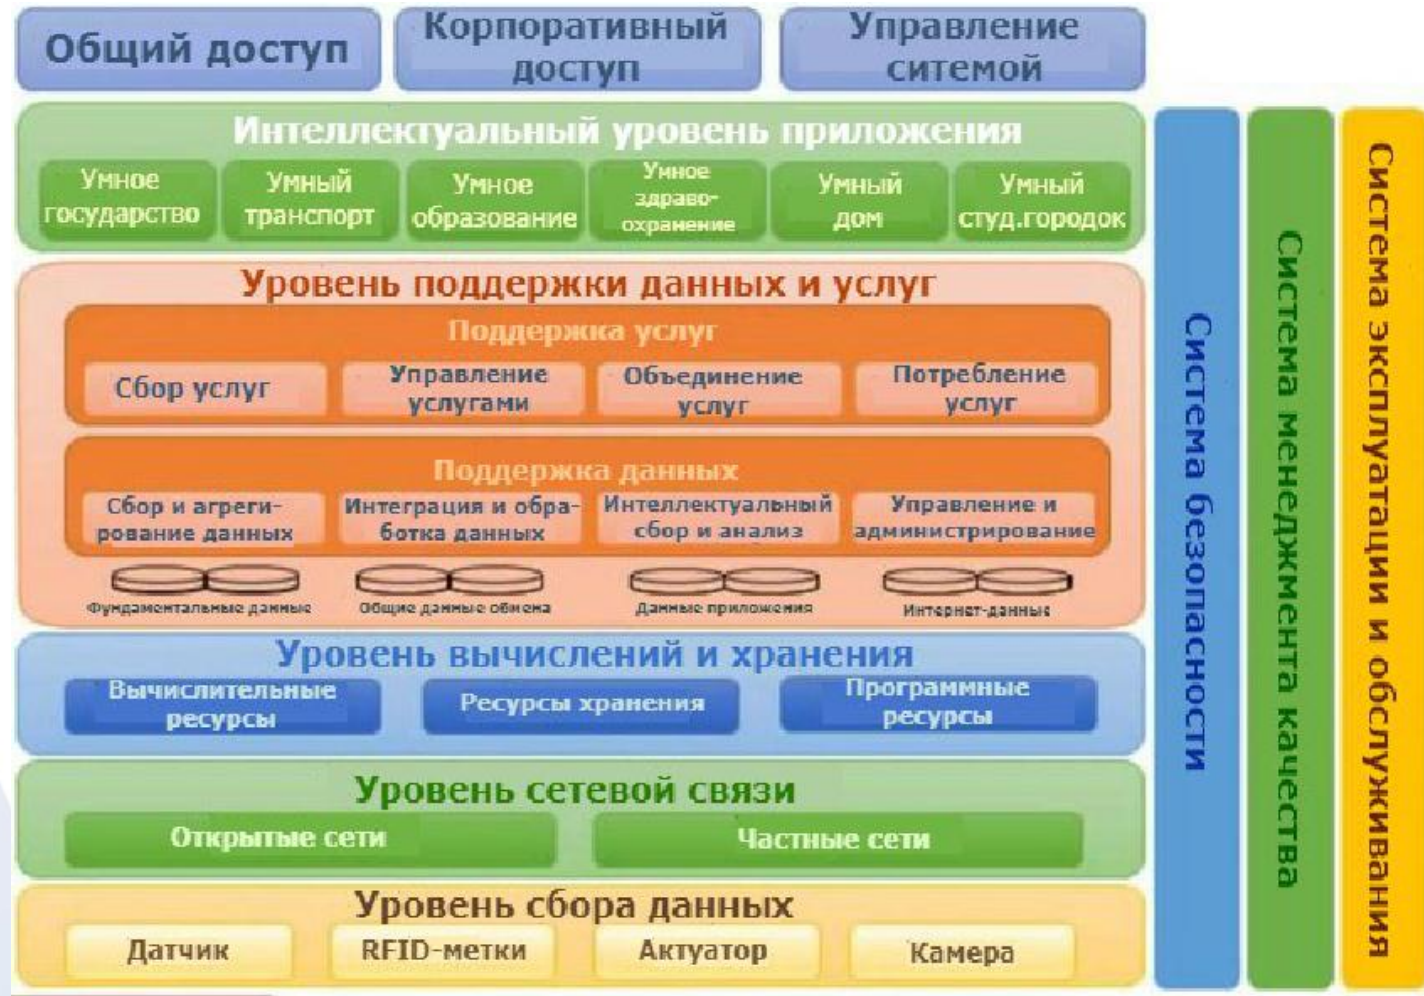 Общий доступ
Корпоративный
доступ
Управление
ситемой
Интеллектуальный уровень приложения
Умное
государство
Умный
транспорт
Умное
образование
Умное
здраво-
охранение
Умный
дом
Умный
студ.городок
Уровень поддержки данных и услуг
Поддержка услуг
Сбор услуг
Управление
услугами
Объединение
услуг
Потребление
услуг
Поддержка данных
Сбор и агреги-
рование данных
Интеграция и обра-
ботка данных
Интеллектуальный
сбор и анализ
Управление и
администрирование
Фундаментальные данные
Общие данные обмена
Данные приложения
Интернет-данные
Уровень вычислений и хранения
Вычислительные
ресурсы
Ресурсы хранения
Программные
ресурсы
Уровень сетевой связи
Открытые сети
Частные сети
Уровень сбора данных
Датчик
RFID-метки
Актуатор
Камера
Система безопасности
Система менеджмента качества
Система эксплуатации и обслуживания